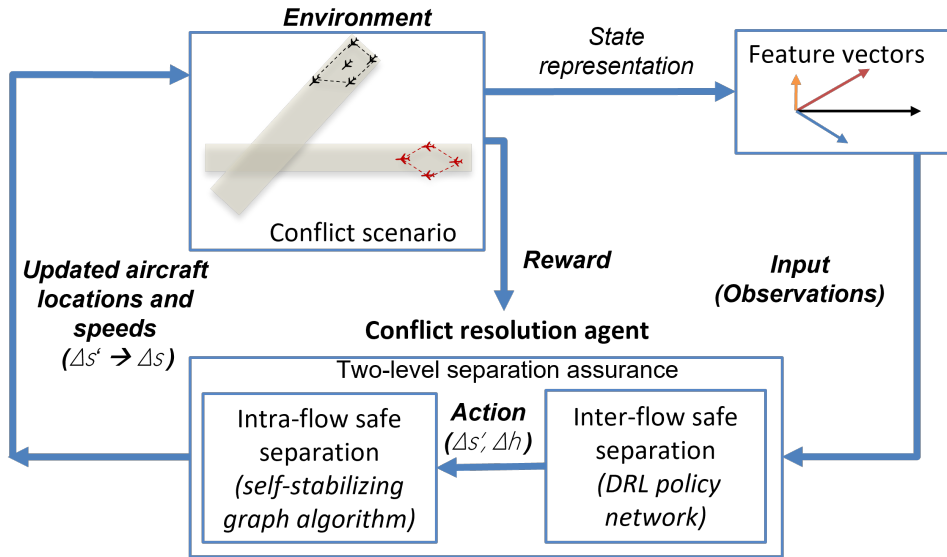 Environment
Conflict scenario
State
representation
Feature vectors
Reward
Input
(Observations)
Updated aircraft
locations and
speeds
(Δs‘ → Δs)
Conflict resolution agent
Two-level separation assurance
Intra-flow safe
separation
(self-stabilizing
graph algorithm)
Action
(Δs’, Δh)
Inter-flow safe
separation
(DRL policy
network)